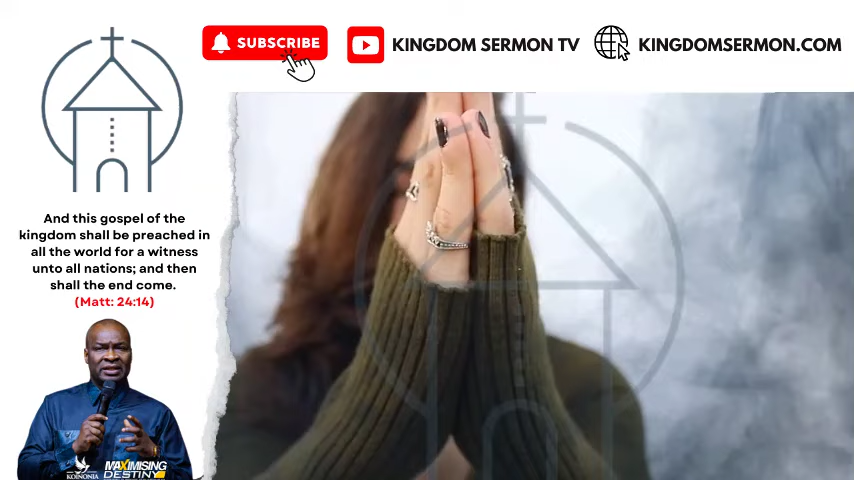 SUBSCRIBE
KINGDOM SERMON TV
KINGDOMSERMON.COM
And this gospel of the
kingdom shall be preached in
all the world for a witness
unto all nations; and then
shall the end come.
(Matt: 24:14)
KOINONIA
MAXIMISING
DESTINY